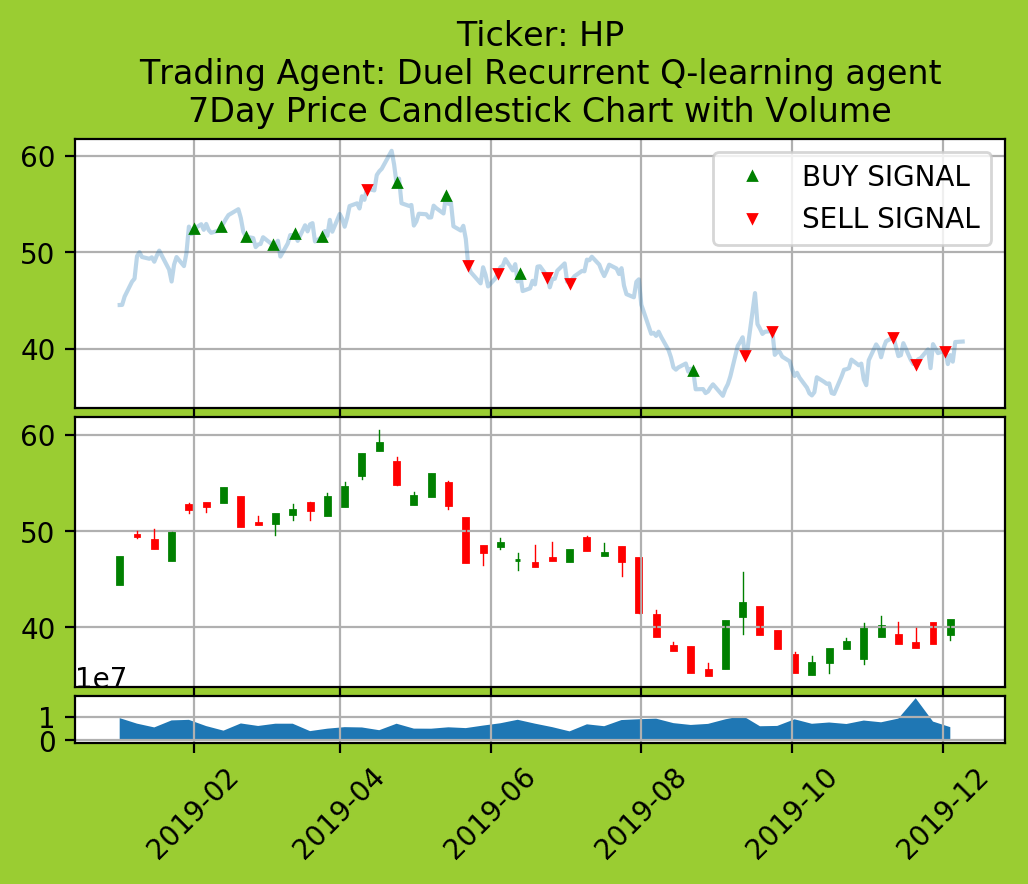 Ticker: HP
Trading Agent: Duel Recurrent Q-learning agent
7Day Price Candlestick Chart with Volume
60
50
40
BUY SIGNAL
SELL SIGNAL
60
50
40
1e7
1
0
2019-02
2019-04
2019-06
2019-08
2019-10
2019-12